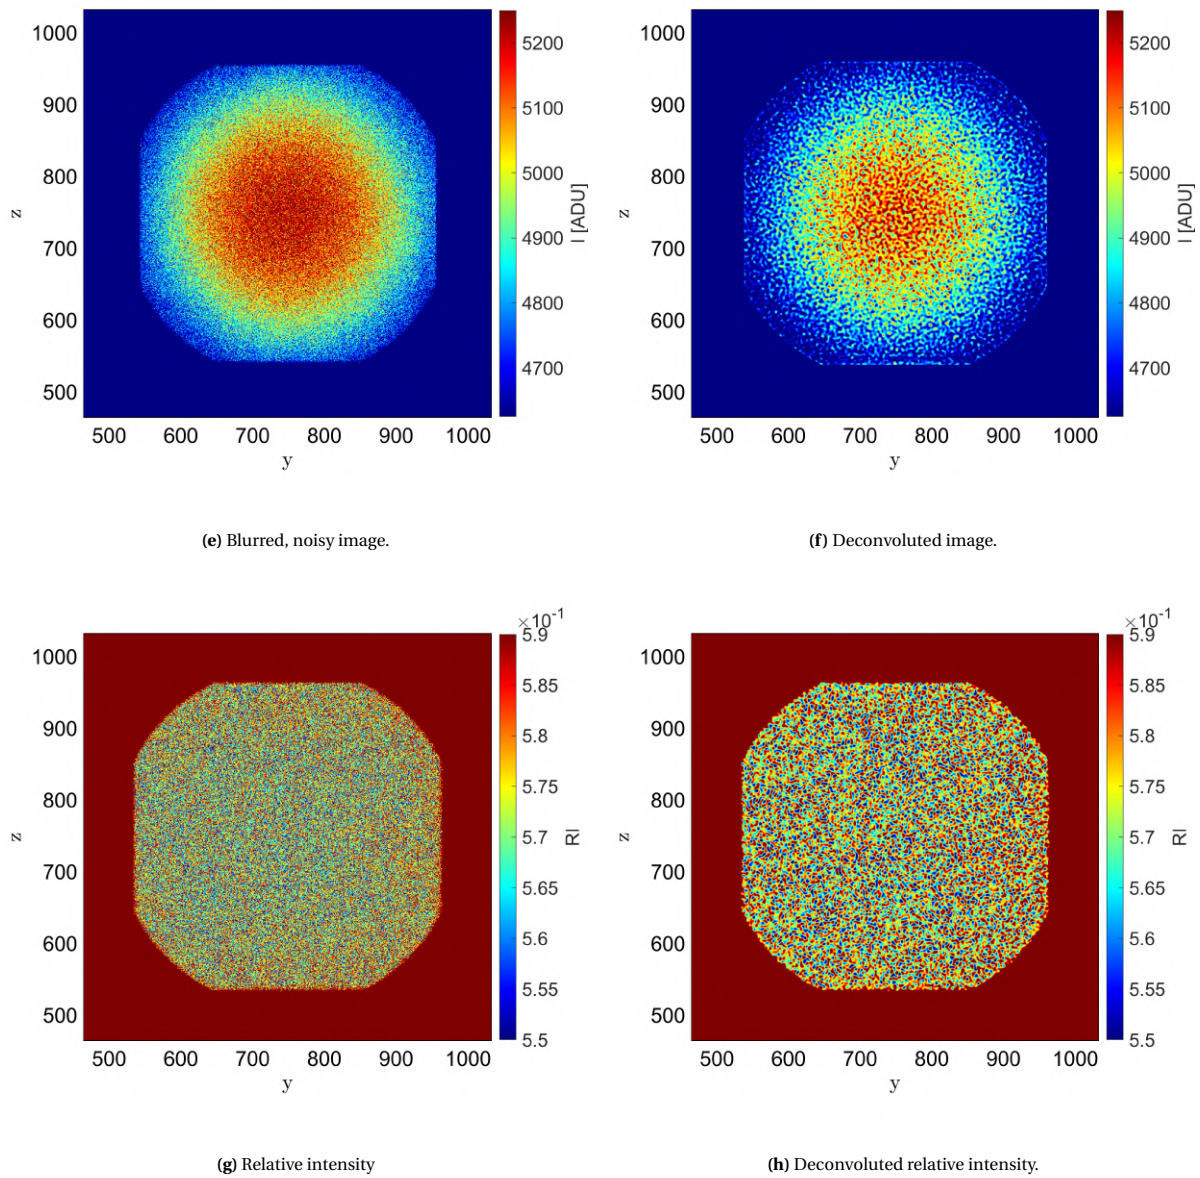 1000
900
800
700
600
500
z
500 600 700 800 900 1000
y
5200
5100
5000
4900
4800
4700
I [ADU]
(e) Blurred, noisy image.
1000
900
800
700
600
500
z
500 600 700 800 900 1000
y
5200
5100
5000
4900
4800
4700
I [ADU]
(f) Deconvoluted image.
1000
900
800
700
600
500
z
500 600 700 800 900 1000
y
×10-1
5.9
5.85
5.8
5.75
5.7
5.65
5.6
5.55
5.5
RI
(g) Relative intensity
1000
900
800
700
600
500
z
500 600 700 800 900 1000
y
×10-1
5.9
5.85
5.8
5.75
5.7
5.65
5.6
5.55
5.5
RI
(h) Deconvoluted relative intensity.